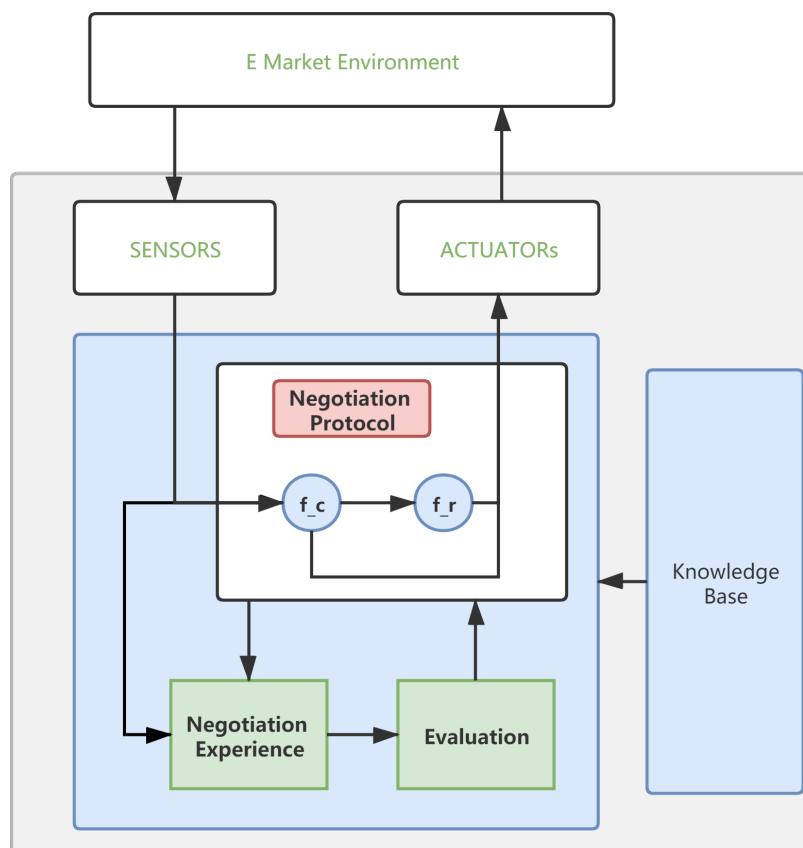 E Market Environment
SENSORS
ACTUATORs
Negotiation
Protocol
f_c
f_r
Knowledge
Base
Negotiation
Experience
Evaluation